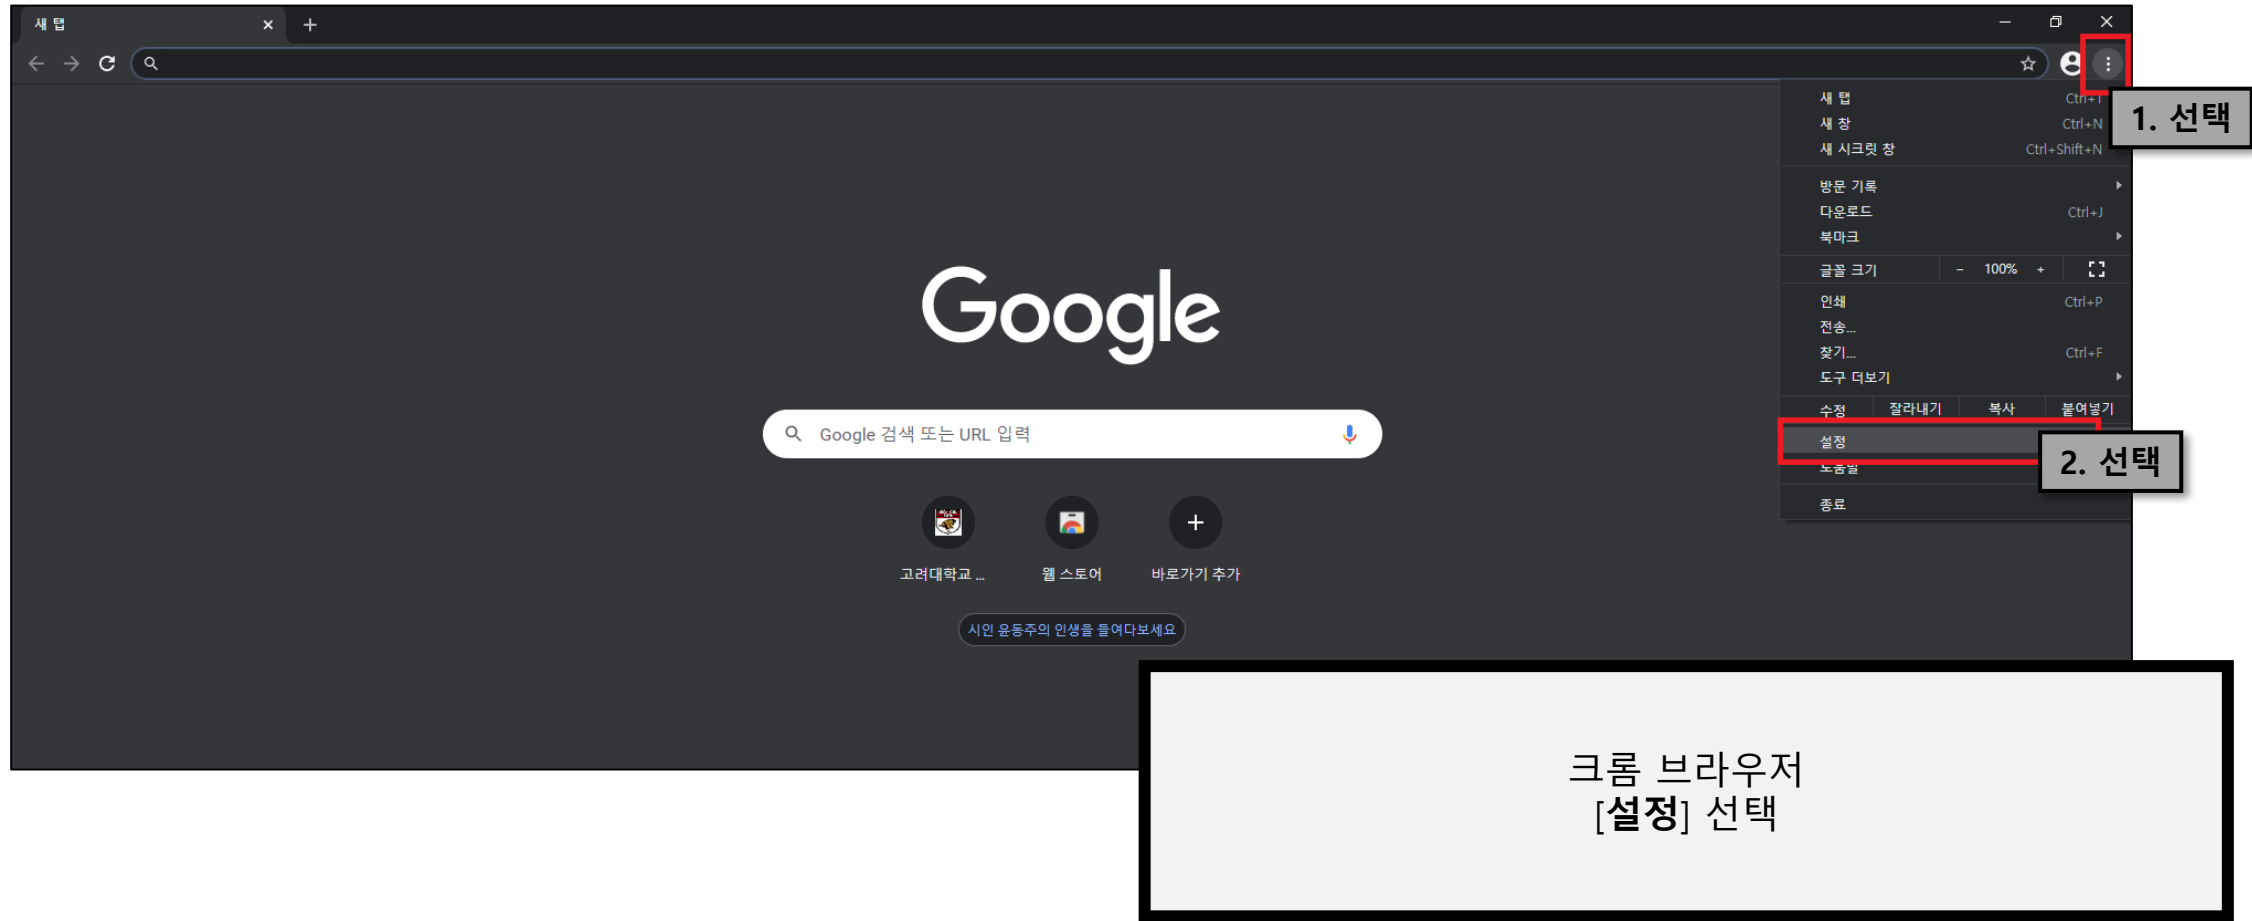 새 탭
새 탭 Ctrl+T
새 창 Ctrl+N
새 시크릿 창 Ctrl+Shift+N
1. 선택
방문 기록
다운로드 Ctrl+J
북마크
글꼴 크기 - 100% +
인쇄 Ctrl+P
전송...
찾기... Ctrl+F
도구 더보기
수정 잘라내기 복사 붙여넣기
설정
2. 선택
도움말
종료
Google
Google 검색 또는 URL 입력
고려대학교 ...
웹 스토어
바로가기 추가
시인 윤동주의 인생을 들여다보세요
크롬 브라우저
[설정] 선택